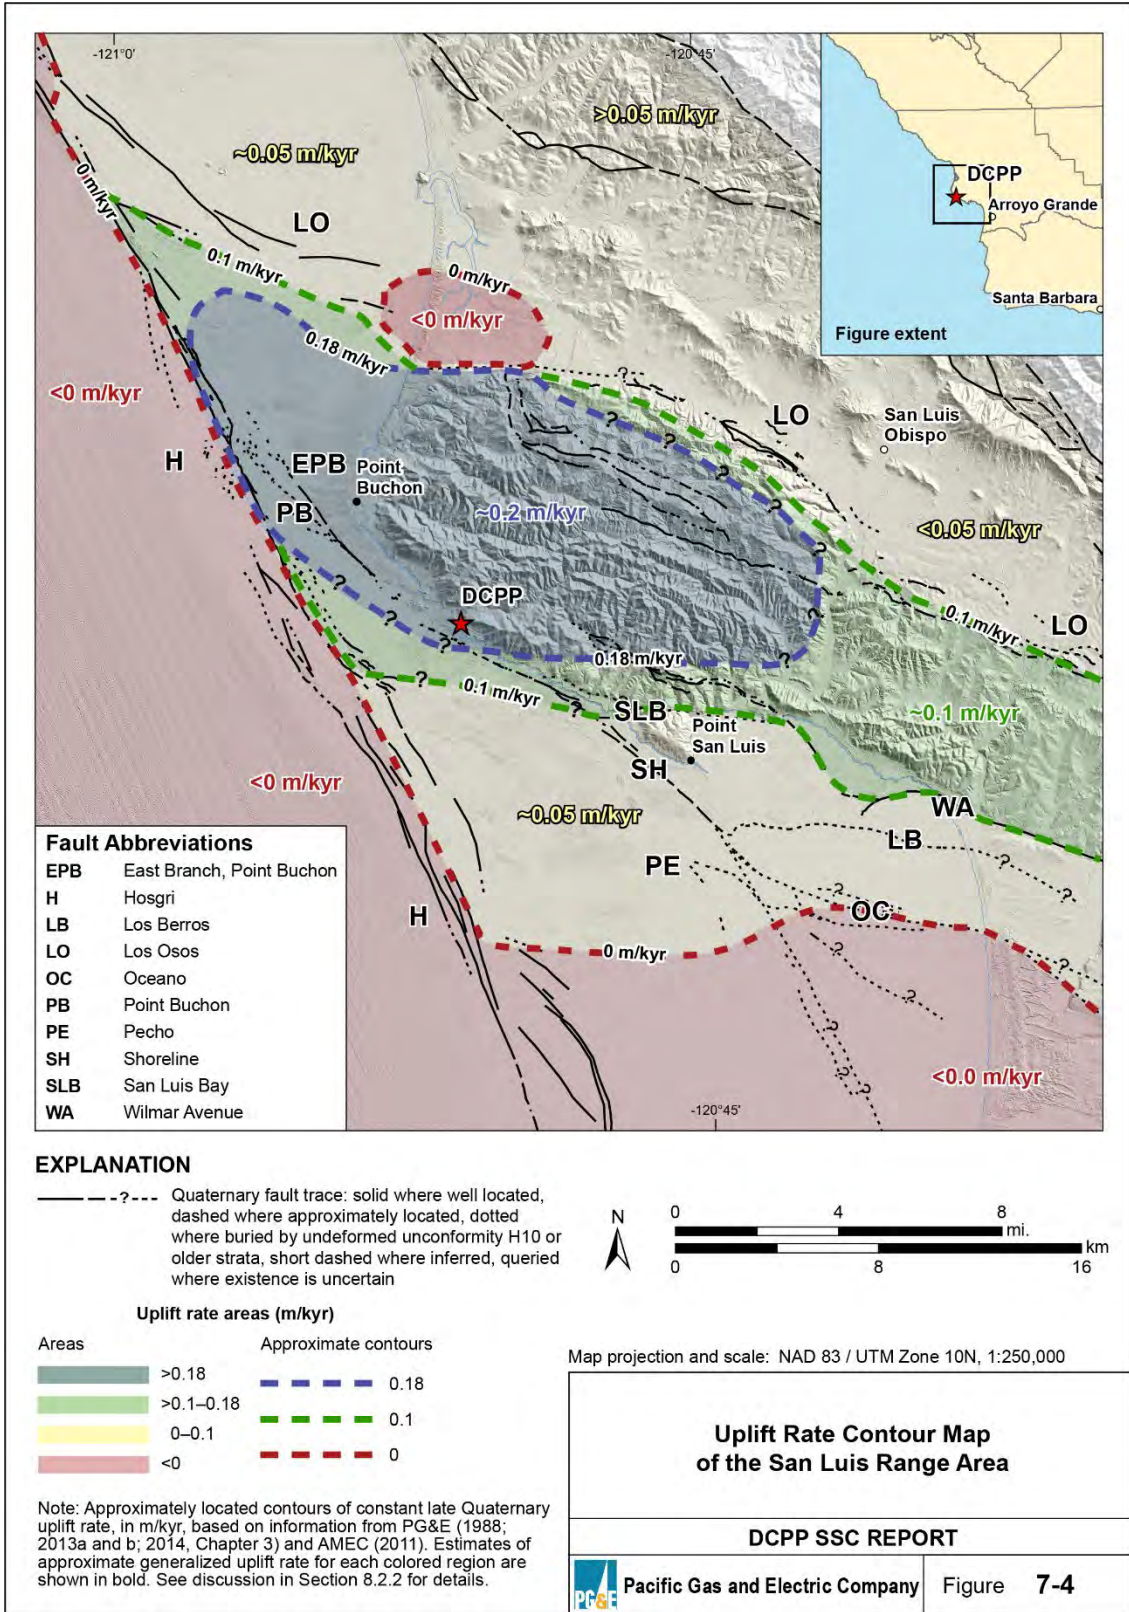 -121°0'
-120°45'
>0.05 m/kyr
~0.05 m/kyr
DCPP
Arroyo Grande
Santa Barbara
Figure extent
0 m/kyr
LO
0.1 m/kyr
0 m/kyr
<0 m/kyr
0.18 m/kyr
<0 m/kyr
?
LO
San Luis
Obispo
?
?
?
?
H
EPB
Point
Buchon
PB
~0.2 m/kyr
<0.05 m/kyr
?
?
?
DCPP
0.1 m/kyr
LO
?
0.18 m/kyr
?
?
0.1 m/kyr
?
SLB
~0.1 m/kyr
Point
San Luis
SH
<0 m/kyr
~0.05 m/kyr
WA
LB
?
PE
?
?
OC
H
0 m/kyr
?
?
?
?
?
?
<0.0 m/kyr
-120°45'
Fault Abbreviations
EPB East Branch, Point Buchon
H Hosgri
LB Los Berros
LO Los Osos
OC Oceano
PB Point Buchon
PE Pecho
SH Shoreline
SLB San Luis Bay
WA Wilmar Avenue
EXPLANATION
? Quaternary fault trace: solid where well located,
dashed where approximately located, dotted
where buried by undeformed unconformity H10 or
older strata, short dashed where inferred, queried
where existence is uncertain
N
0 4 8
mi.
km
0 8 16
Uplift rate areas (m/kyr)
Areas Approximate contours
>0.18
>0.1–0.18
0–0.1
<0
0.18
0.1
0
Map projection and scale: NAD 83 / UTM Zone 10N, 1:250,000
Note: Approximately located contours of constant late Quaternary
uplift rate, in m/kyr, based on information from PG&E (1988;
2013a and b; 2014, Chapter 3) and AMEC (2011). Estimates of
approximate generalized uplift rate for each colored region are
shown in bold. See discussion in Section 8.2.2 for details.
Uplift Rate Contour Map
of the San Luis Range Area
DCPP SSC REPORT
PG&E Pacific Gas and Electric Company Figure 7-4